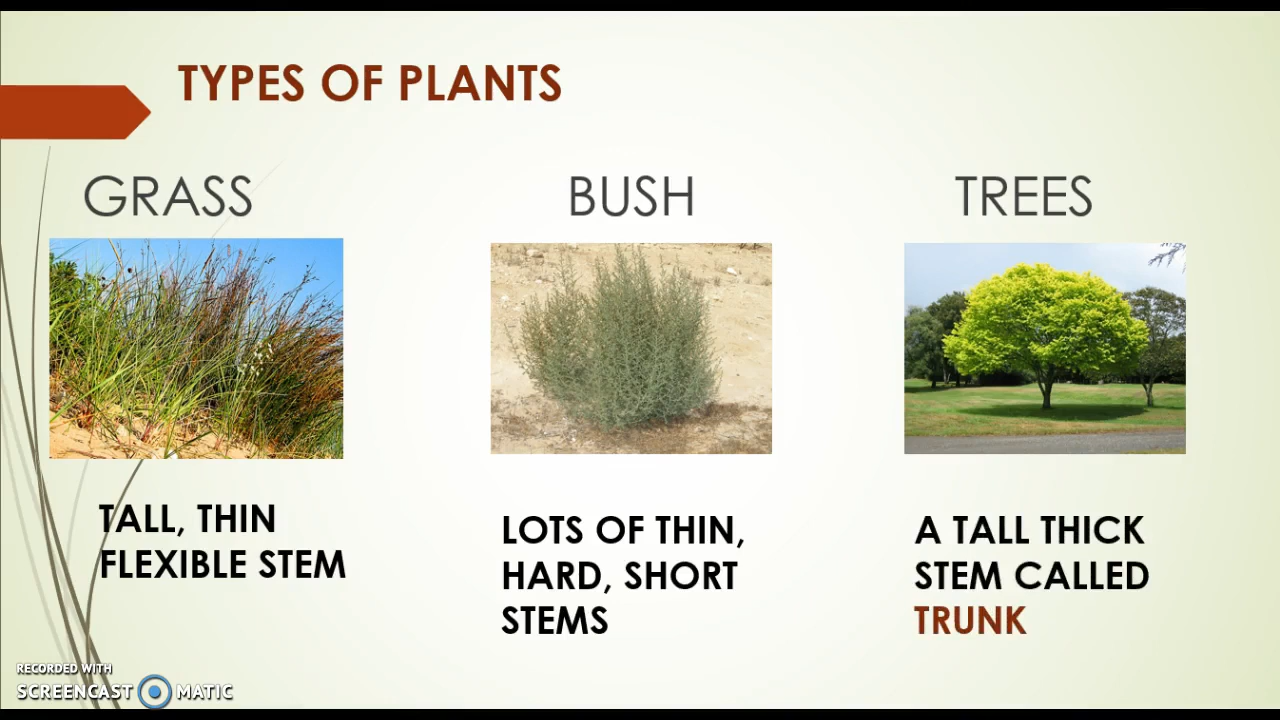 TYPES OF PLANTS
GRASS
BUSH
TREES
TALL, THIN
FLEXIBLE STEM
LOTS OF THIN,
HARD, SHORT
STEMS
A TALL THICK
STEM CALLED
TRUNK
RECORDED WITH
SCREENCAST MATIC